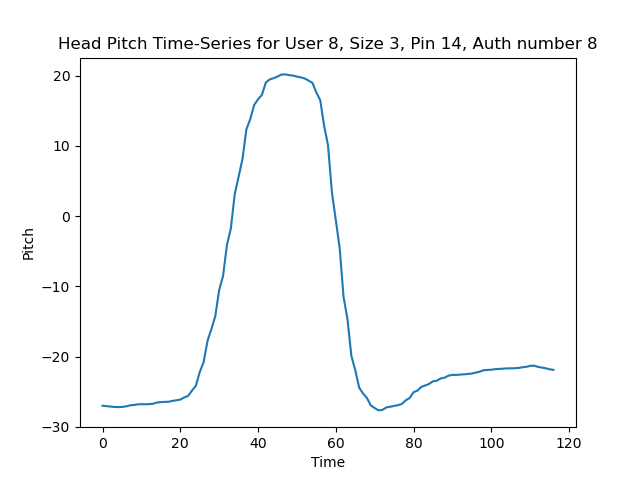 Head Pitch Time-Series for User 8, Size 3, Pin 14, Auth number 8
20
10
0
−10
−20
−30
Pitch
0 20 40 60 80 100 120
Time